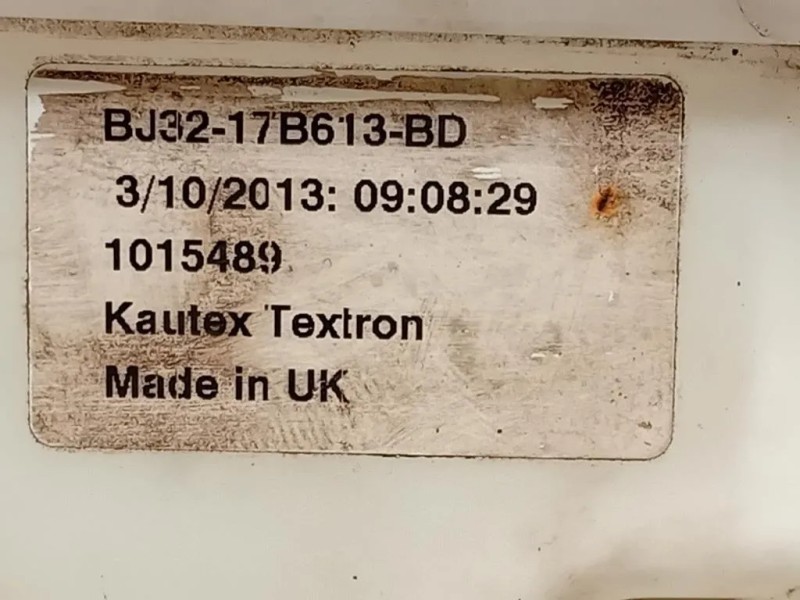 BJ32-17B613-BD
3/10/2013: 09:08:29
1015489
Kautex Textron
Made in UK